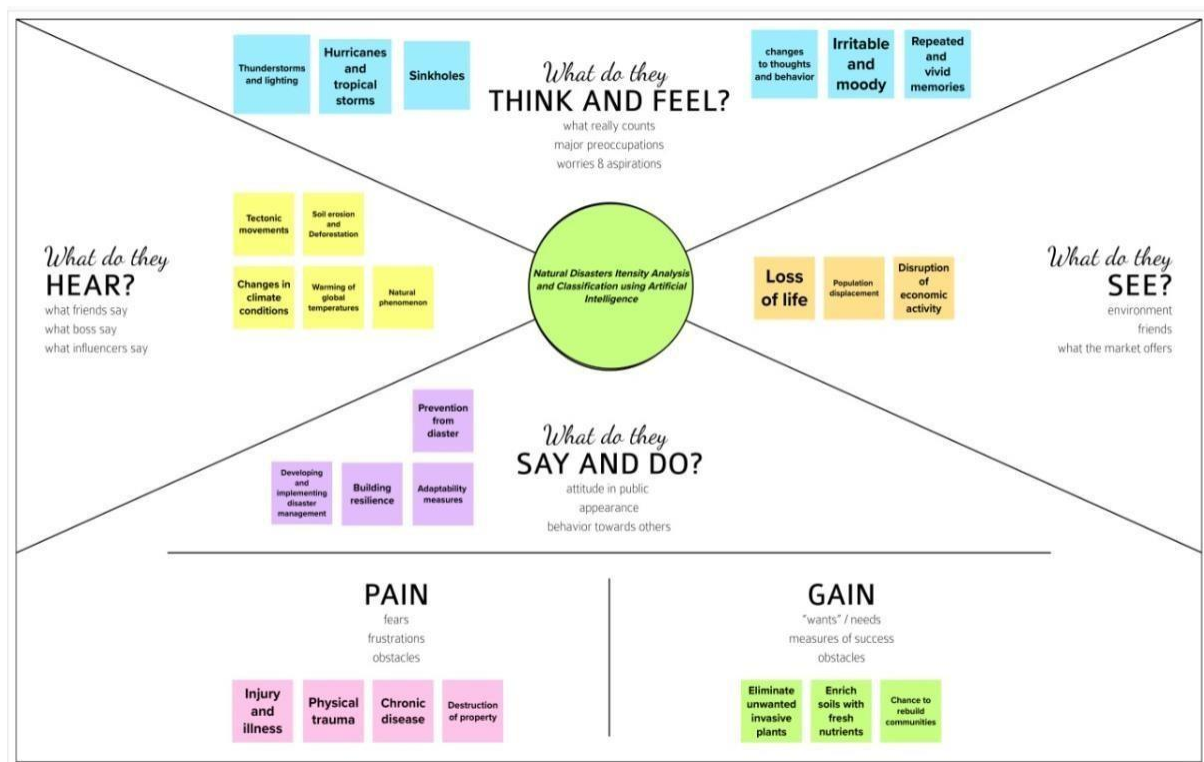 Thunderstorms
and lighting
Hurricanes
and
tropical
storms
Sinkholes
What do they
THINK AND FEEL?
what really counts
major preoccupations
worries & aspirations
changes
to thoughts
and behavior
Irritable
and
moody
Repeated
and
vivid
memories
What do they
HEAR?
what friends say
what boss say
what influencers say
Tectonic
movements
Soil erosion
and
Deforestation
Changes in
climate
conditions
Warming of
global
temperatures
Natural
phenomenon
Natural Disasters Itensity Analysis
and Classification using Artificial
Intelligence
Loss
of life
Population
displacement
Disruption
of
economic
activity
What do they
SEE?
environment
friends
what the market offers
Prevention
from
diaster
Developing
and
implementing
disaster
management
Building
resilience
Adaptability
measures
What do they
SAY AND DO?
attitude in public
appearance
behavior towards others
PAIN
fears
frustrations
obstacles
Injury
and
illness
Physical
trauma
Chronic
disease
Destruction
of property
GAIN
"wants" / needs
measures of success
obstacles
Eliminate
unwanted
invasive
plants
Enrich
soils with
fresh
nutrients
Chance to
rebuild
communities